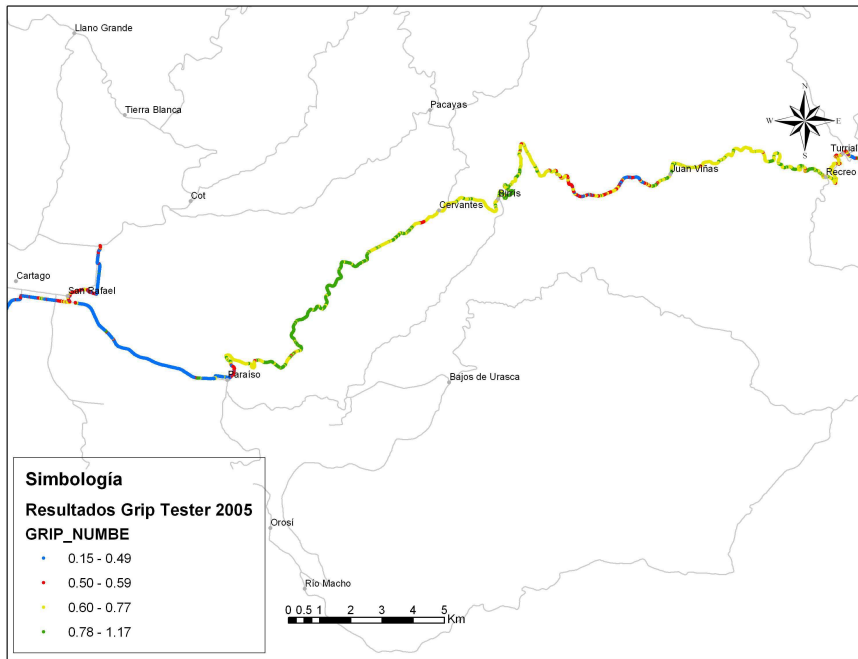 Llano Grande
Tierra Blanca
Pacayas
N
W E
S
Turrial
Juan Viñas
Recreo
Cot
Cervantes
Cartago
San Rafael
Paraíso
Bajos de Urasca
Simbología
Resultados Grip Tester 2005
GRIP_NUMBE
0.15 - 0.49
0.50 - 0.59
0.60 - 0.77
0.78 - 1.17
Orosí
Río Macho
0 0.5 1 2 3 4 5
Km